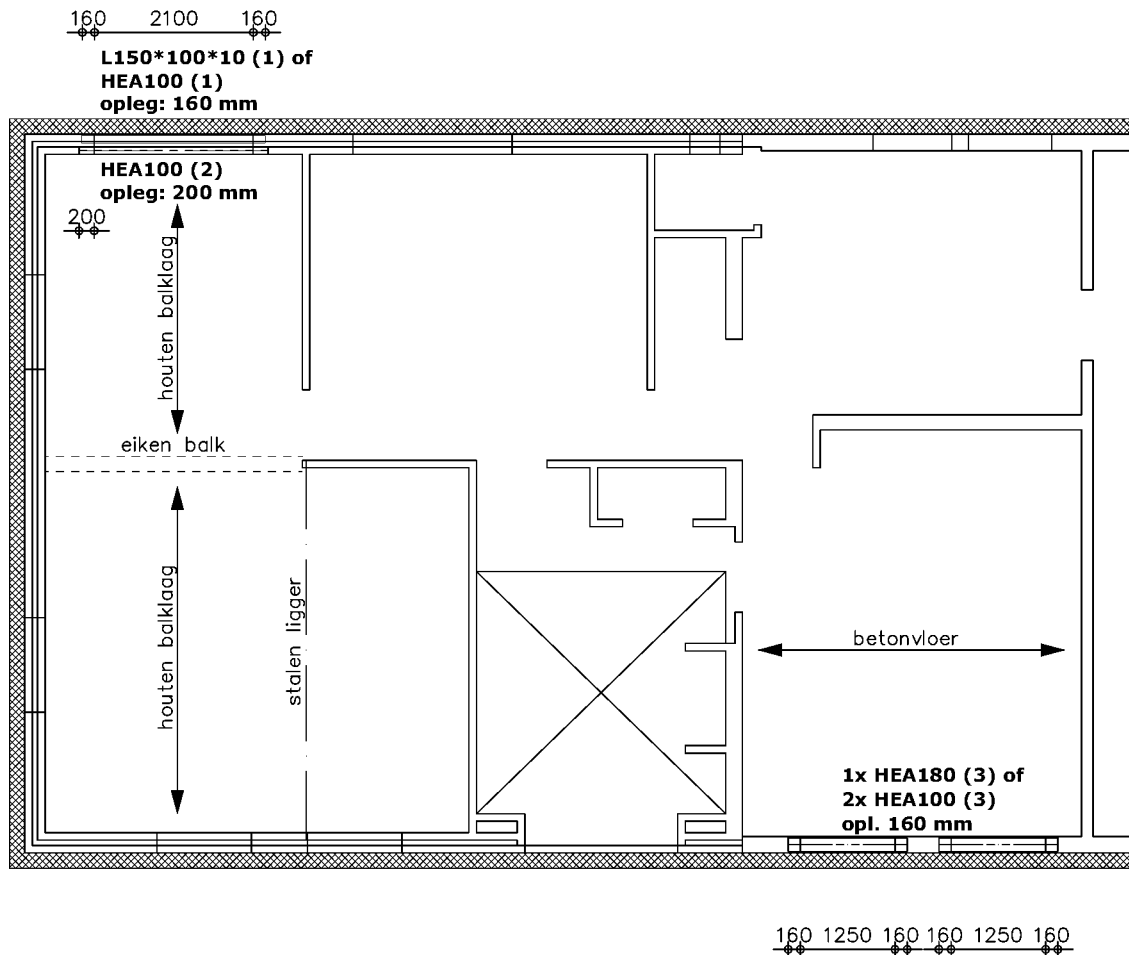 160 2100 160
L150*100*10 (1) of
HEA100 (1)
opleg: 160 mm
HEA100 (2)
opleg: 200 mm
200
houten balklaag
eiken balk
houten balklaag
stalen ligger
betonvloer
1x HEA180 (3) of
2x HEA100 (3)
opl. 160 mm
160 1250 160 160 1250 160